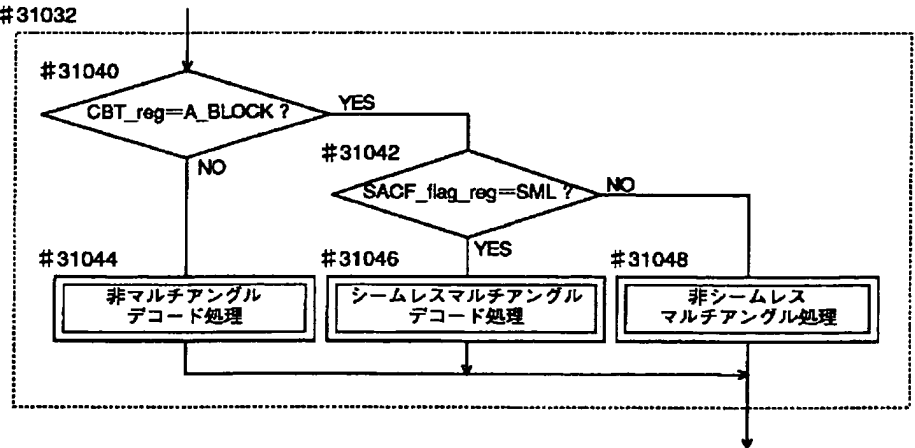 #31032
#31040
CBT_reg=A_BLOCK ?
YES
NO
#31042
SACF_flag_reg=SML ?
NO
YES
#31044
非マルチアングル
デコード処理
#31046
シームレスマルチアングル
デコード処理
#31048
非シームレス
マルチアングル処理